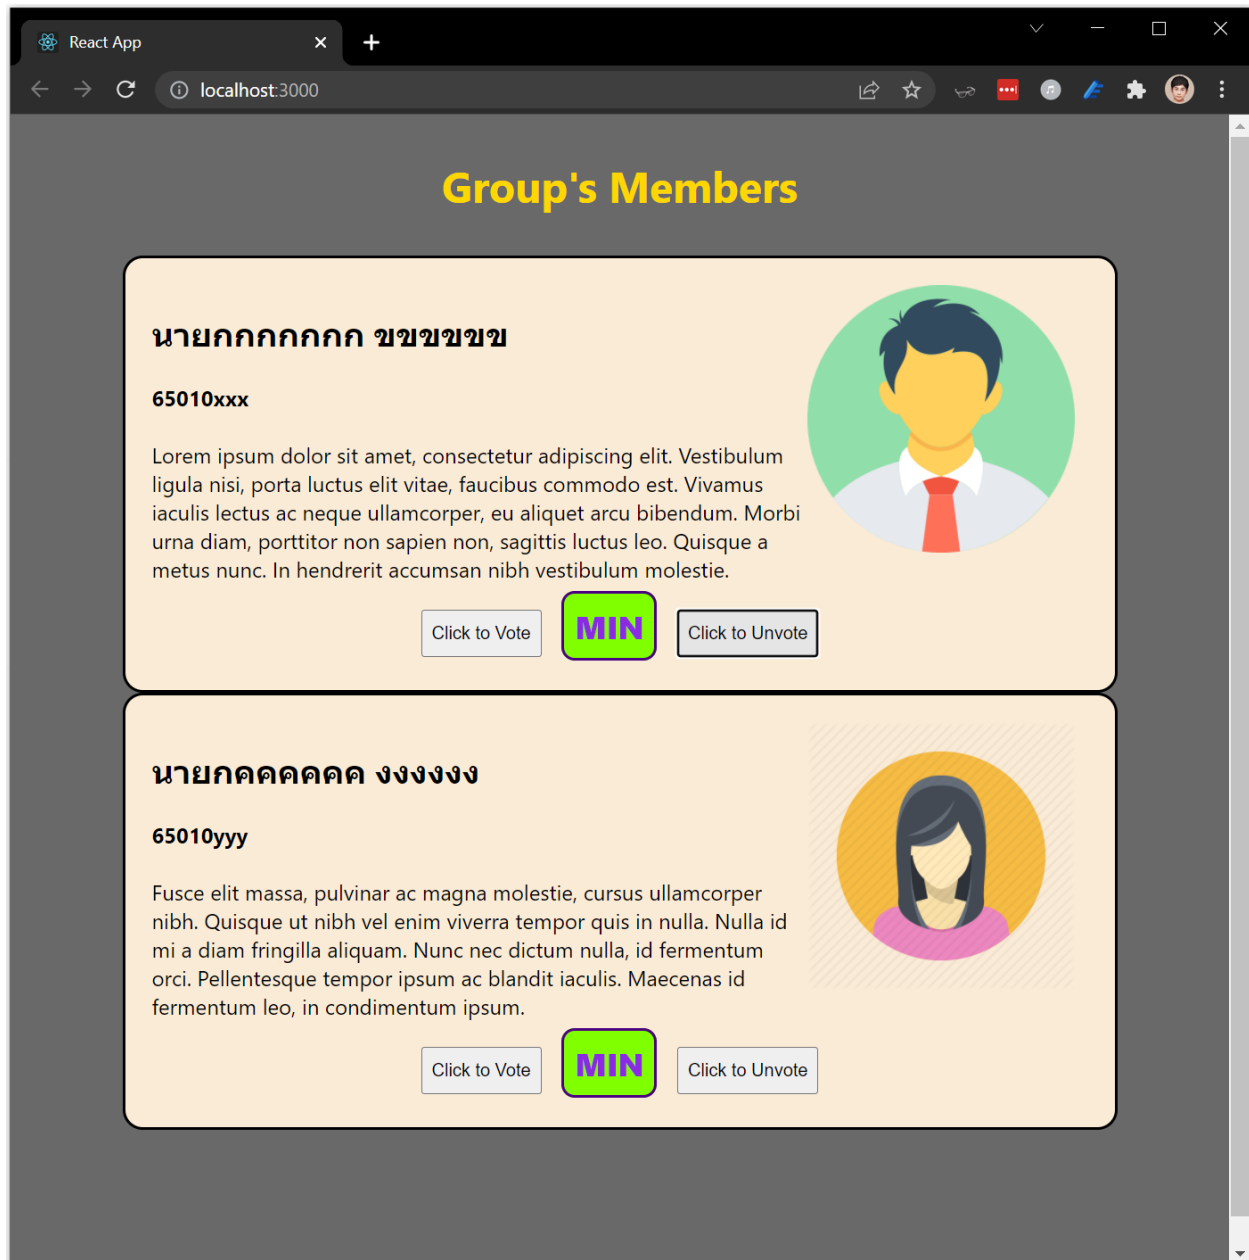 React App
localhost:3000
Group's Members
นายกกกกกกก ขขขขขข
65010xxx
Lorem ipsum dolor sit amet, consectetur adipiscing elit. Vestibulum
ligula nisi, porta luctus elit vitae, faucibus commodo est. Vivamus
iaculis lectus ac neque ullamcorper, eu aliquet arcu bibendum. Morbi
urna diam, porttitor non sapien non, sagittis luctus leo. Quisque a
metus nunc. In hendrerit accumsan nibh vestibulum molestie.
Click to Vote MIN Click to Unvote
นายกคคคคคค งงงงงง
65010yyy
Fusce elit massa, pulvinar ac magna molestie, cursus ullamcorper
nibh. Quisque ut nibh vel enim viverra tempor quis in nulla. Nulla id
mi a diam fringilla aliquam. Nunc nec dictum nulla, id fermentum
orci. Pellentesque tempor ipsum ac blandit iaculis. Maecenas id
fermentum leo, in condimentum ipsum.
Click to Vote MIN Click to Unvote